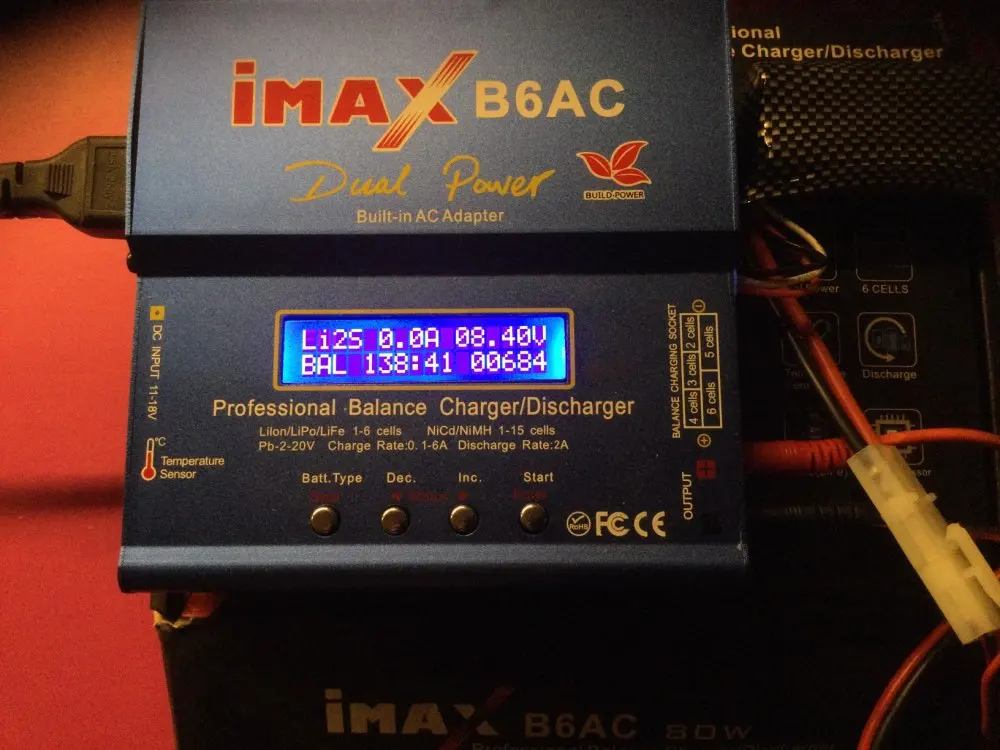 ional
Charger/Discharger
iMAX B6AC
Dual Power
BUILD-POWER
Built-in AC Adapter
6 CELLS
Discharge
DC INPUT 11-18V
Li2S 0.0A 08.40V
BAL 138:41 00684
BALANCE CHARGING SOCKET
2 cells
3 cells
4 cells
5 cells
6 cells
Professional Balance Charger/Discharger
LiIon/LiPo/LiFe 1-6 cells NiCd/NiMH 1-15 cells
Pb-2-20V Charge Rate:0.1-6A Discharge Rate:2A
°C
Temperature
Sensor
Batt.Type Dec. Inc. Start
OUTPUT
RoHS FC CE
iMAX B6AC 80W